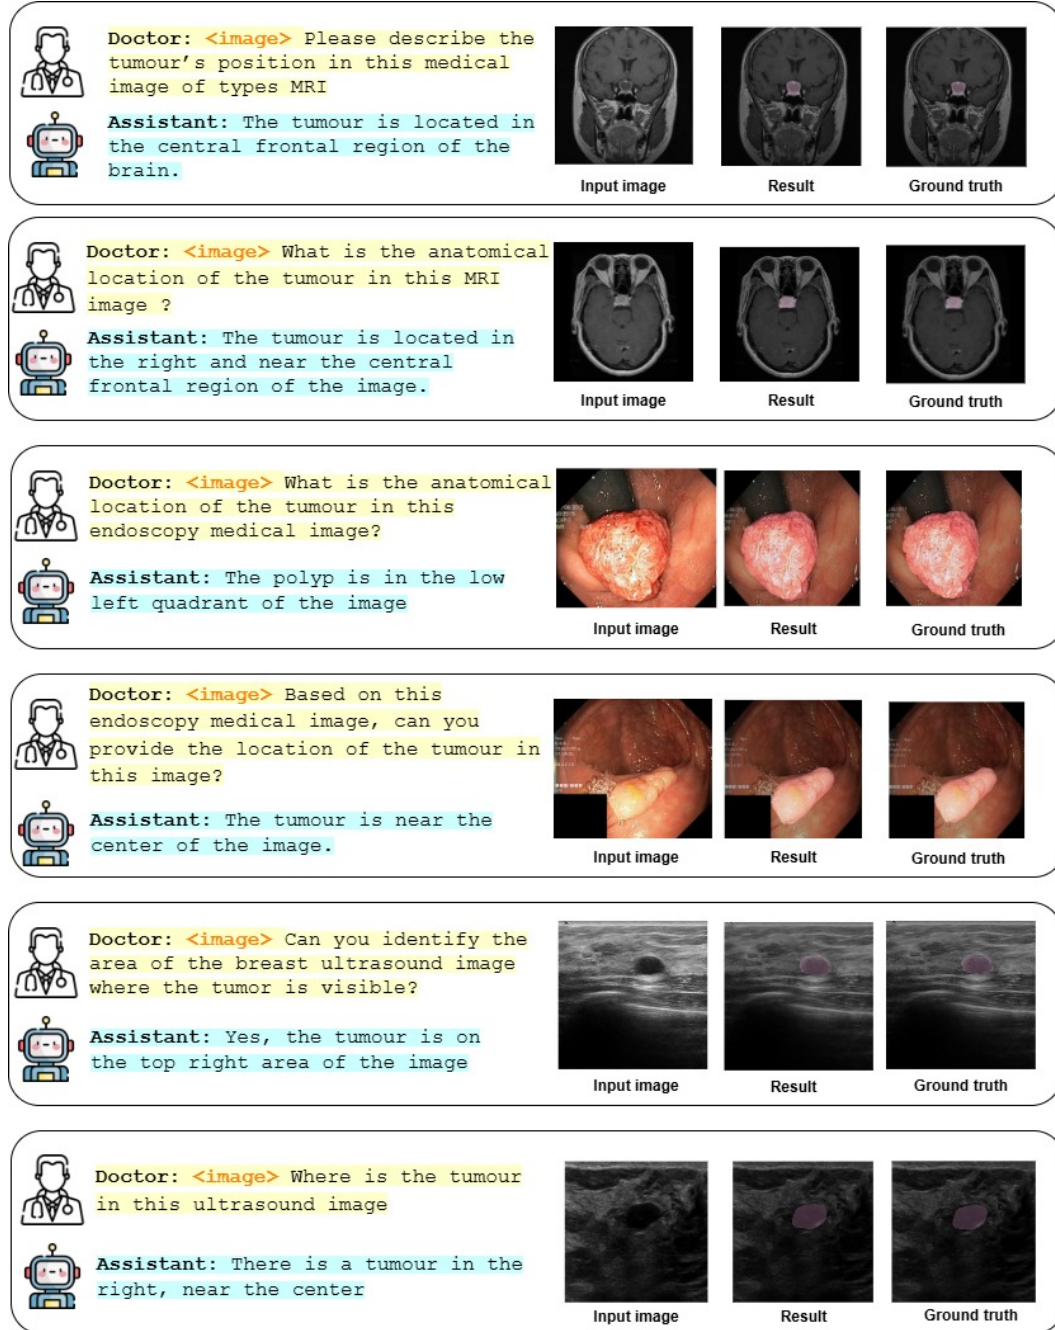 Doctor: <image> Please describe the
tumour's position in this medical
image of types MRI
Assistant: The tumour is located in
the central frontal region of the
brain.
Input image
Result
Ground truth
Doctor: <image> What is the anatomical
location of the tumour in this MRI
image ?
Assistant: The tumour is located in
the right and near the central
frontal region of the image.
Input image
Result
Ground truth
Doctor: <image> What is the anatomical
location of the tumour in this
endoscopy medical image?
Assistant: The polyp is in the low
left quadrant of the image
Input image
Result
Ground truth
Doctor: <image> Based on this
endoscopy medical image, can you
provide the location of the tumour in
this image?
Assistant: The tumour is near the
center of the image.
Input image
Result
Ground truth
Doctor: <image> Can you identify the
area of the breast ultrasound image
where the tumor is visible?
Assistant: Yes, the tumour is on
the top right area of the image
Input image
Result
Ground truth
Doctor: <image> Where is the tumour
in this ultrasound image
Assistant: There is a tumour in the
right, near the center
Input image
Result
Ground truth